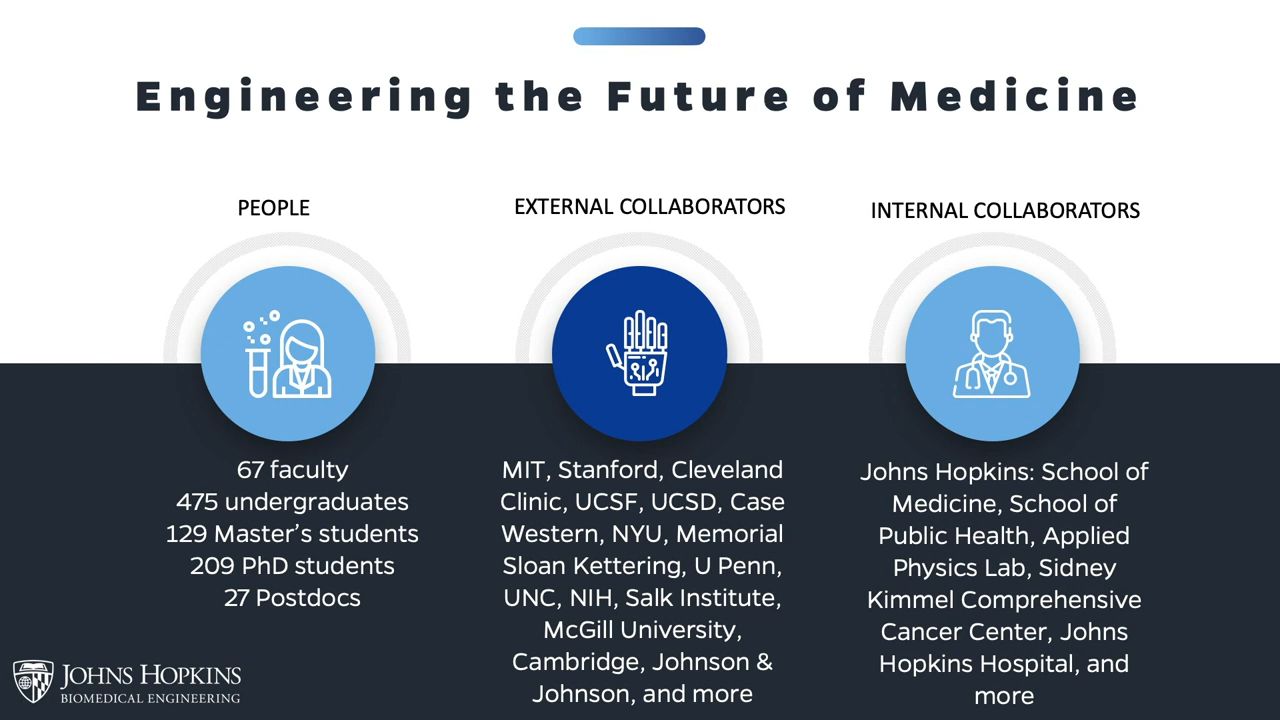 Engineering the Future of Medicine
PEOPLE
67 faculty
475 undergraduates
129 Master’s students
209 PhD students
27 Postdocs
EXTERNAL COLLABORATORS
MIT, Stanford, Cleveland
Clinic, UCSF, UCSD, Case
Western, NYU, Memorial
Sloan Kettering, U Penn,
UNC, NIH, Salk Institute,
McGill University,
Cambridge, Johnson &
Johnson, and more
INTERNAL COLLABORATORS
Johns Hopkins: School of
Medicine, School of
Public Health, Applied
Physics Lab, Sidney
Kimmel Comprehensive
Cancer Center, Johns
Hopkins Hospital, and
more
JOHNS HOPKINS
BIOMEDICAL ENGINEERING